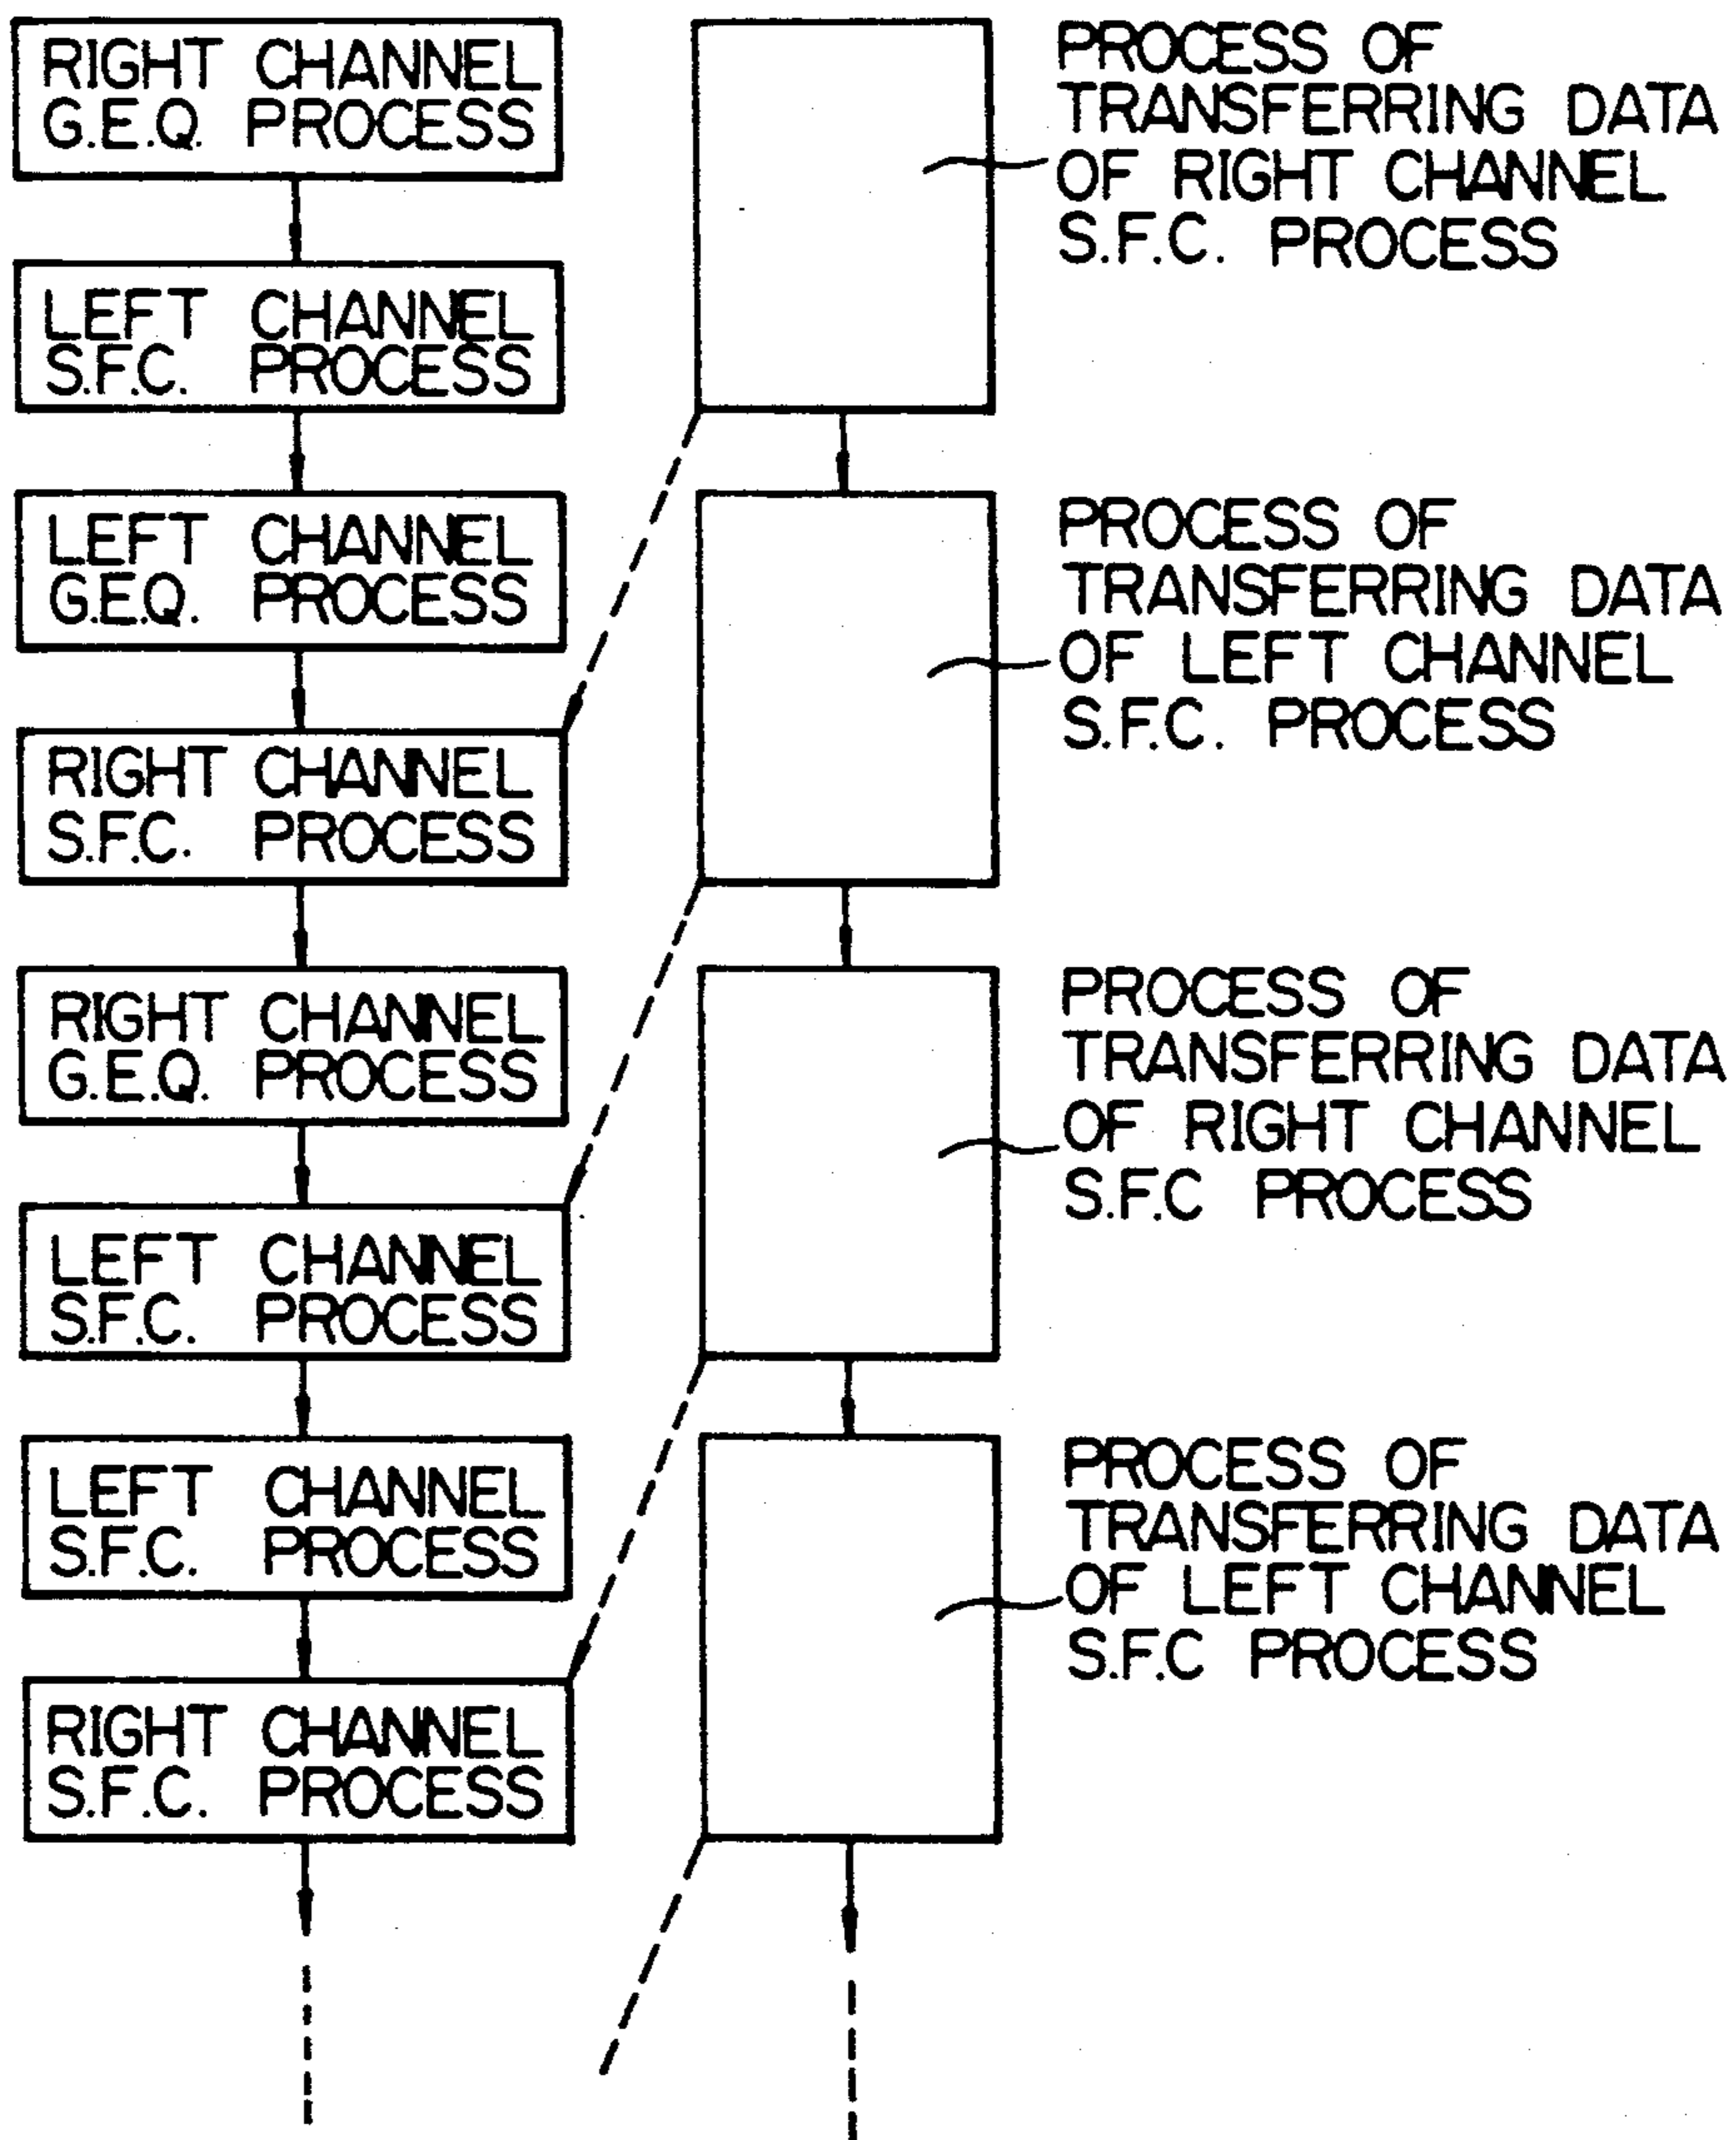 RIGHT CHANNEL
G.E.Q. PROCESS
LEFT CHANNEL
S.F.C. PROCESS
LEFT CHANNEL
G.E.Q. PROCESS
RIGHT CHANNEL
S.F.C. PROCESS
RIGHT CHANNEL
G.E.Q. PROCESS
LEFT CHANNEL
S.F.C. PROCESS
LEFT CHANNEL
S.F.C. PROCESS
RIGHT CHANNEL
S.F.C. PROCESS
PROCESS OF
TRANSFERRING DATA
OF RIGHT CHANNEL
S.F.C. PROCESS
PROCESS OF
TRANSFERRING DATA
OF LEFT CHANNEL
S.F.C. PROCESS
PROCESS OF
TRANSFERRING DATA
OF RIGHT CHANNEL
S.F.C PROCESS
PROCESS OF
TRANSFERRING DATA
OF LEFT CHANNEL
S.F.C PROCESS